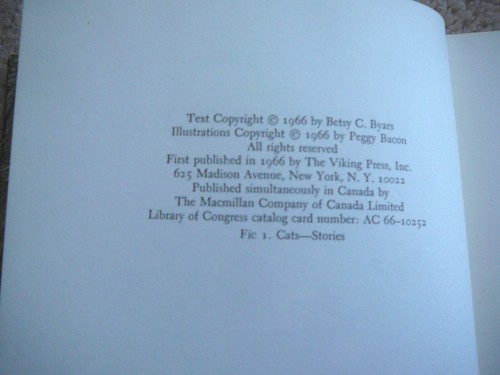 Text Copyright © 1966 by Betsy C. Byars
Illustrations Copyright © 1966 by Peggy Bacon
All rights reserved
First published in 1966 by The Viking Press, Inc.
625 Madison Avenue, New York, N. Y. 10022
Published simultaneously in Canada by
The Macmillan Company of Canada Limited
Library of Congress catalog card number: AC 66–10252
Fic 1. Cats—Stories